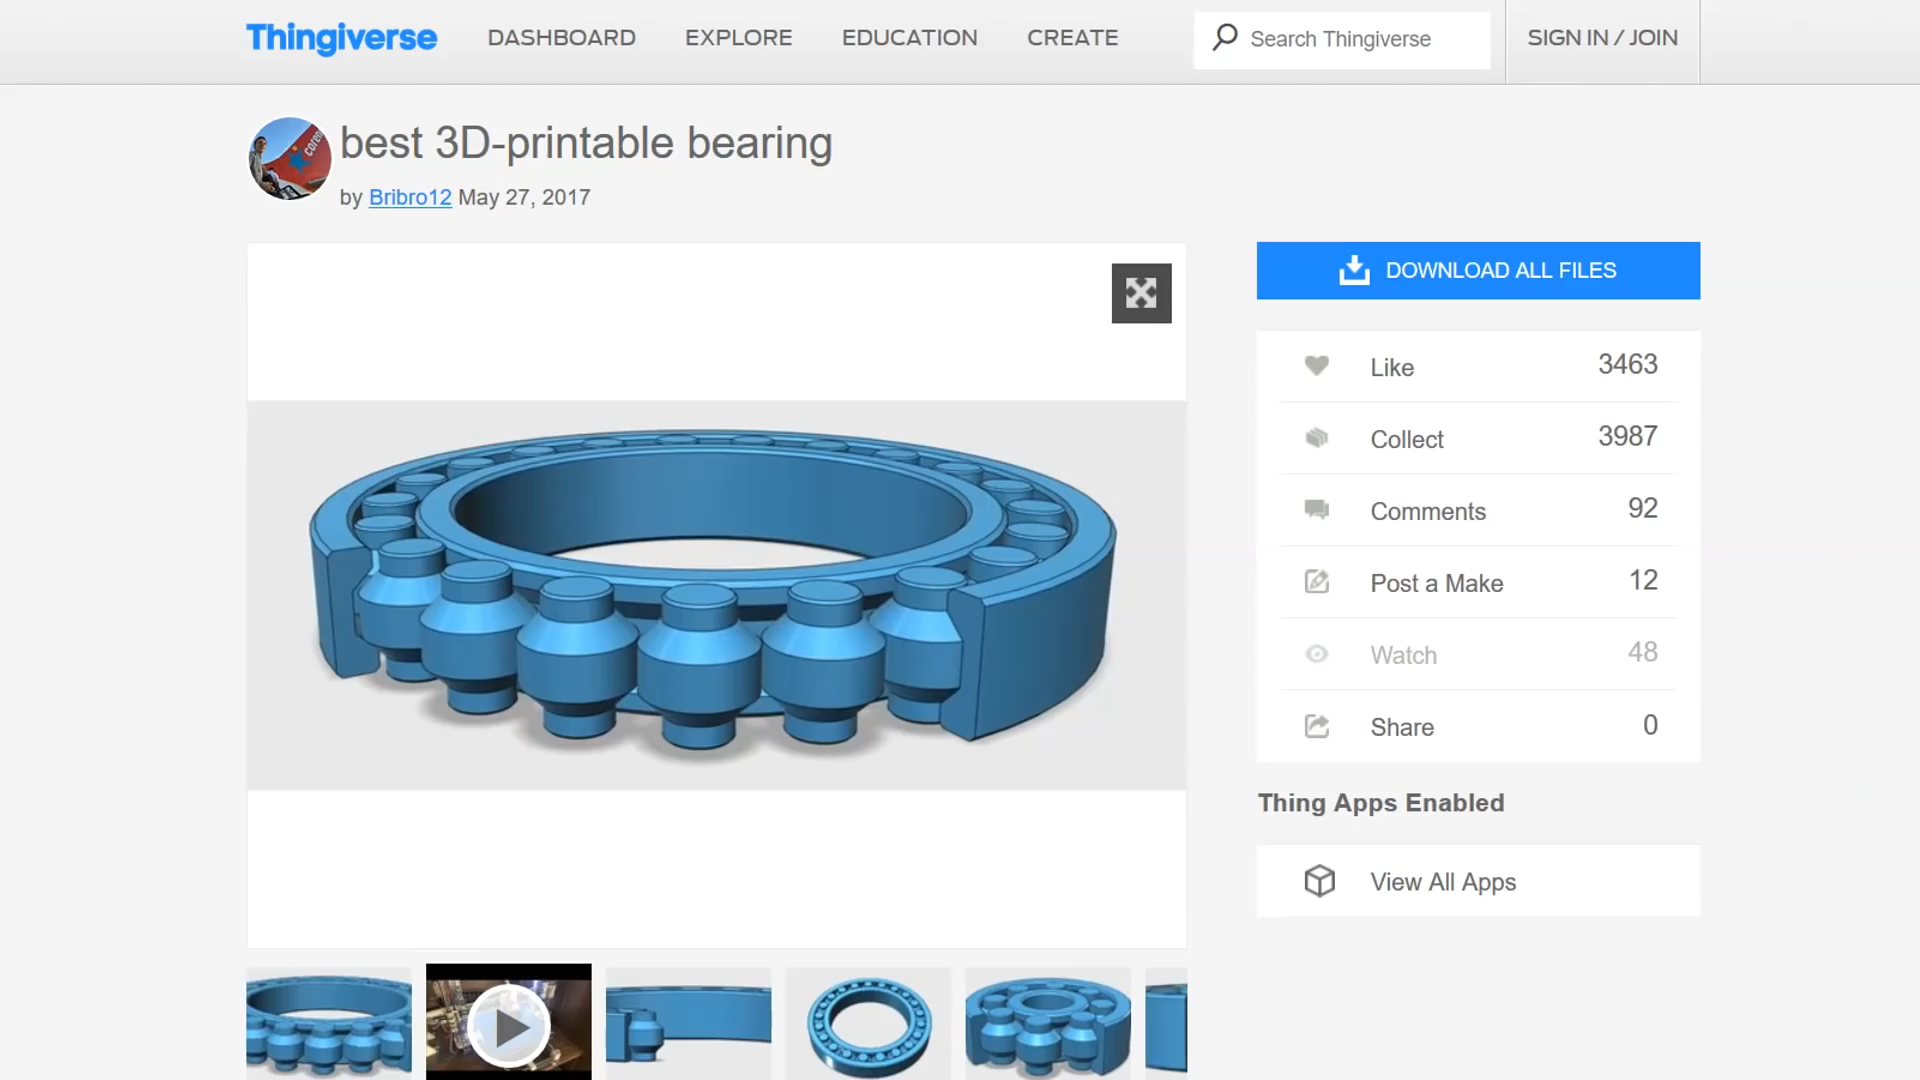 Thingiverse
DASHBOARD
EXPLORE
EDUCATION
CREATE
Search Thingiverse
SIGN IN / JOIN
best 3D-printable bearing
by Bribro12 May 27, 2017
DOWNLOAD ALL FILES
Like 3463
Collect 3987
Comments 92
Post a Make 12
Watch 48
Share 0
Thing Apps Enabled
View All Apps